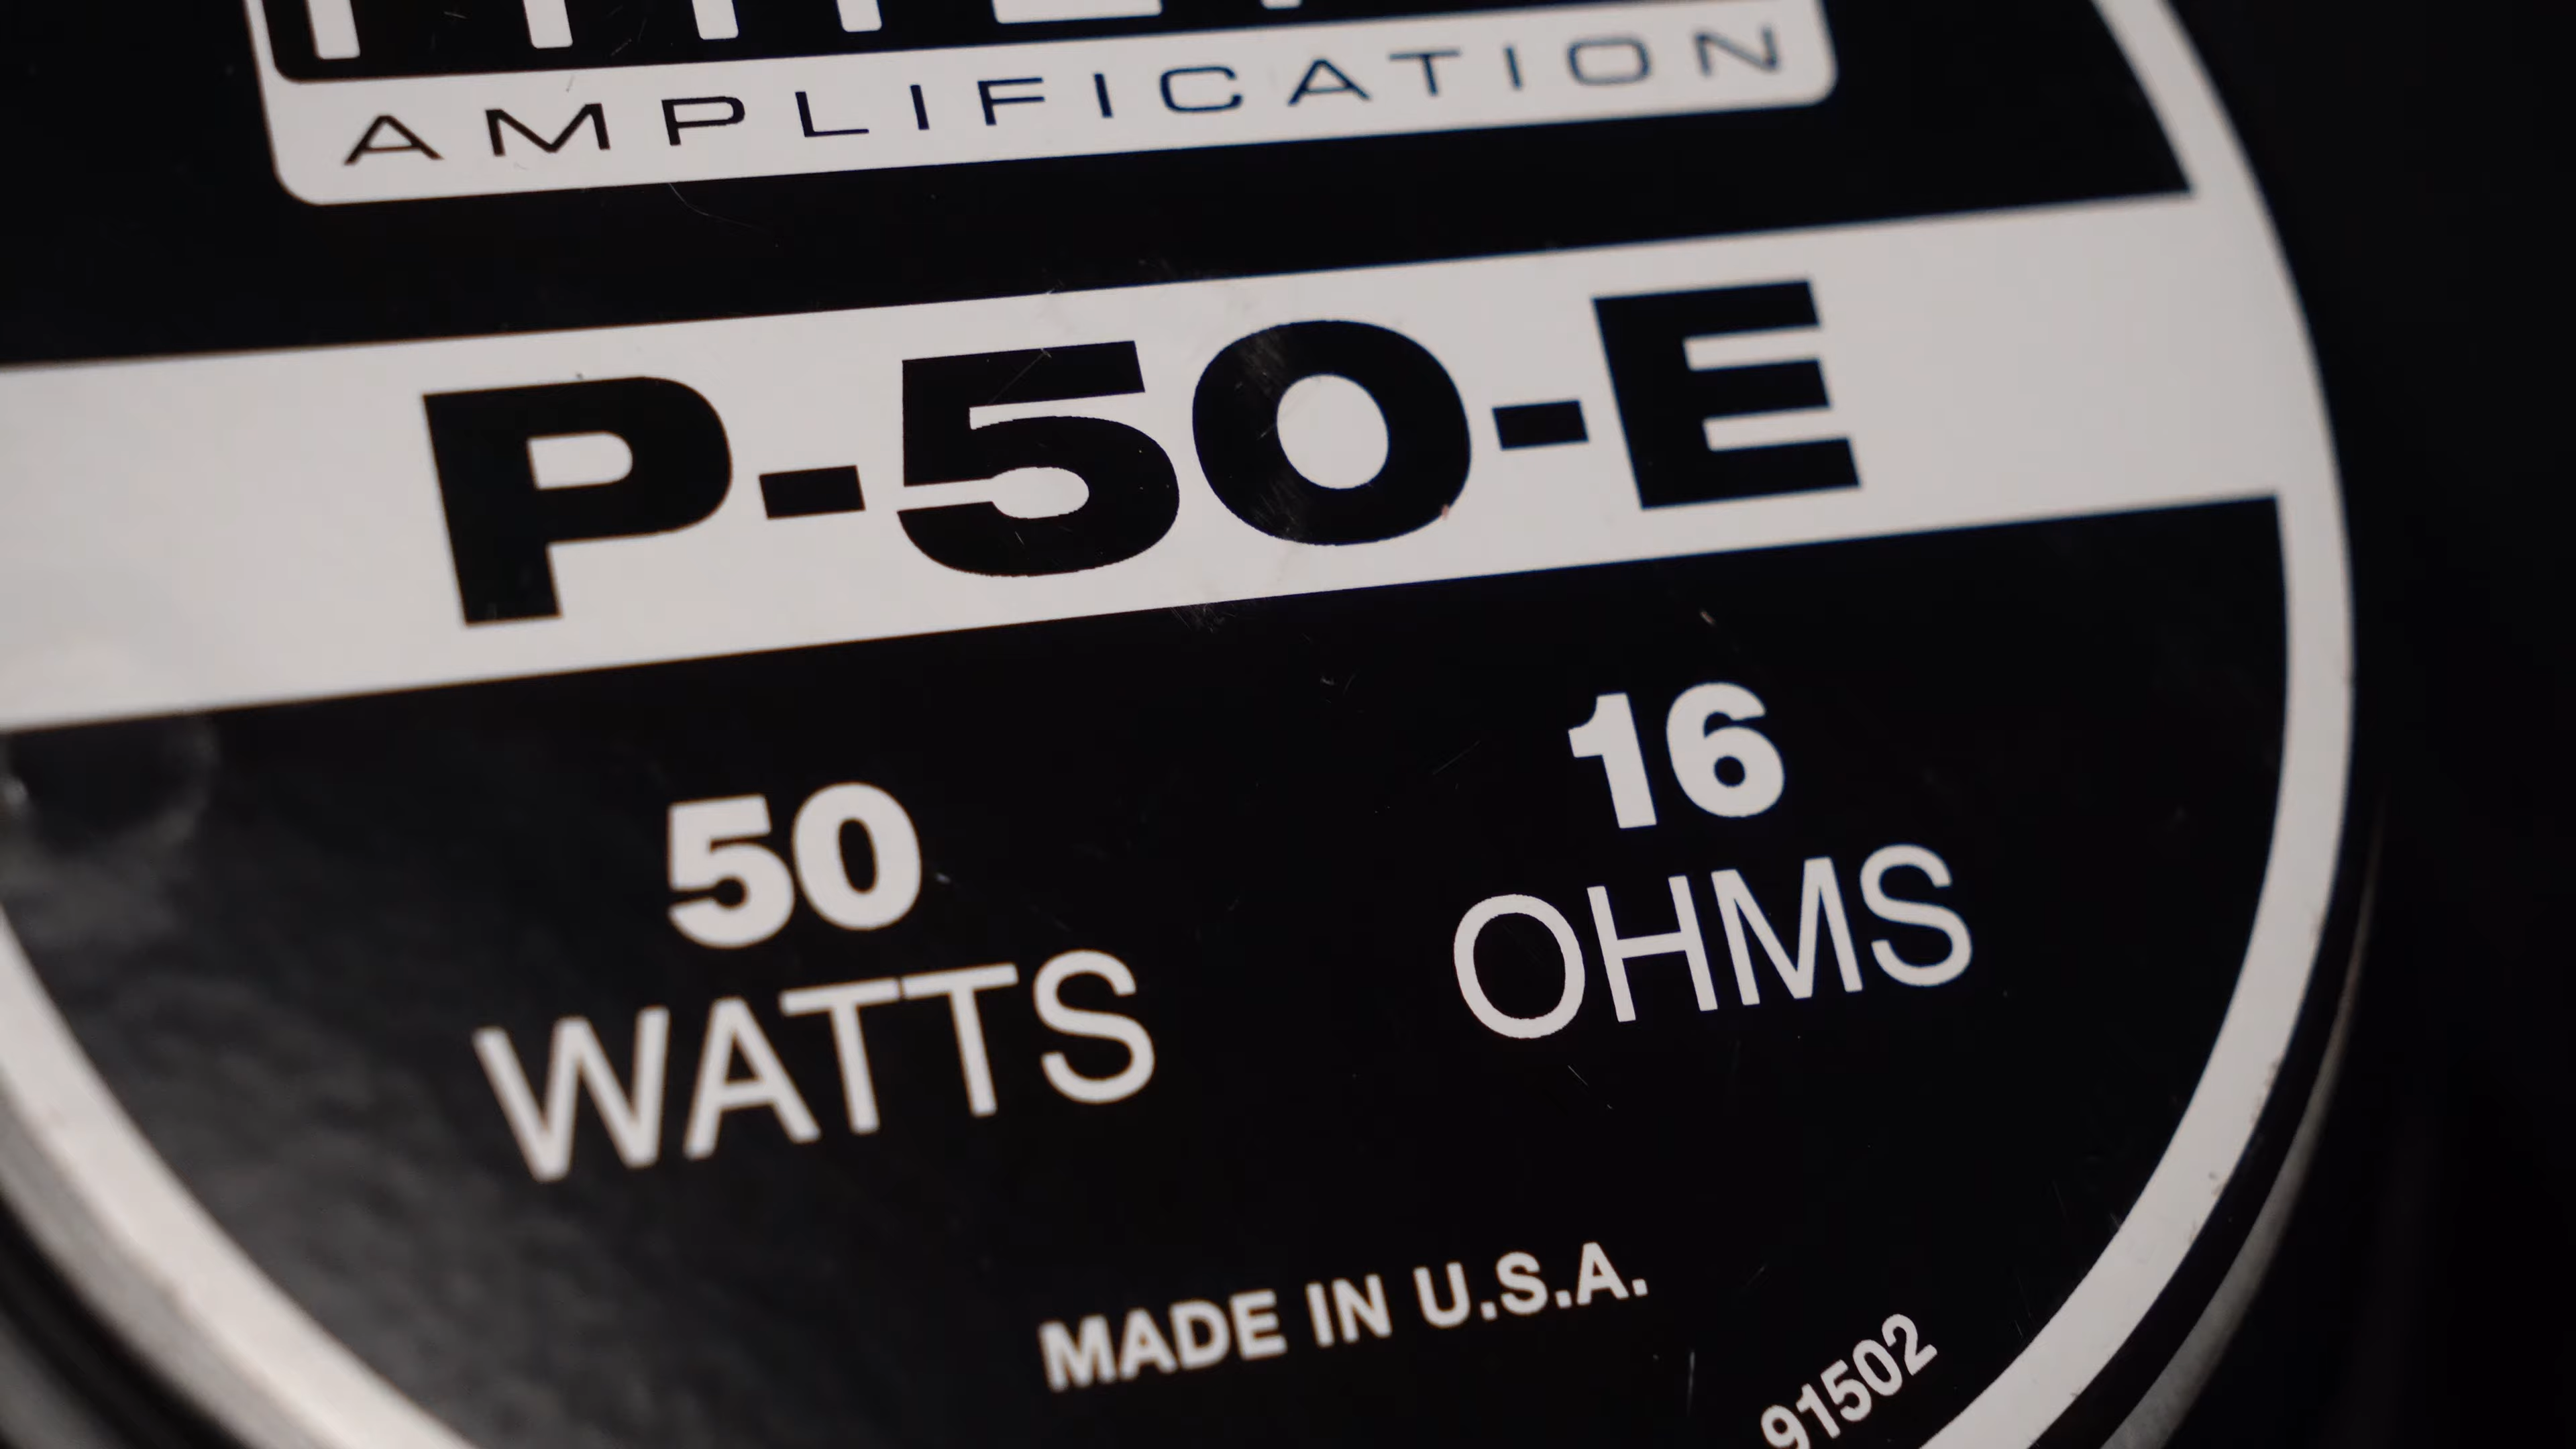 AMPLIFICATION
P-50-E
50
WATTS
16
OHMS
MADE IN U.S.A.
91502